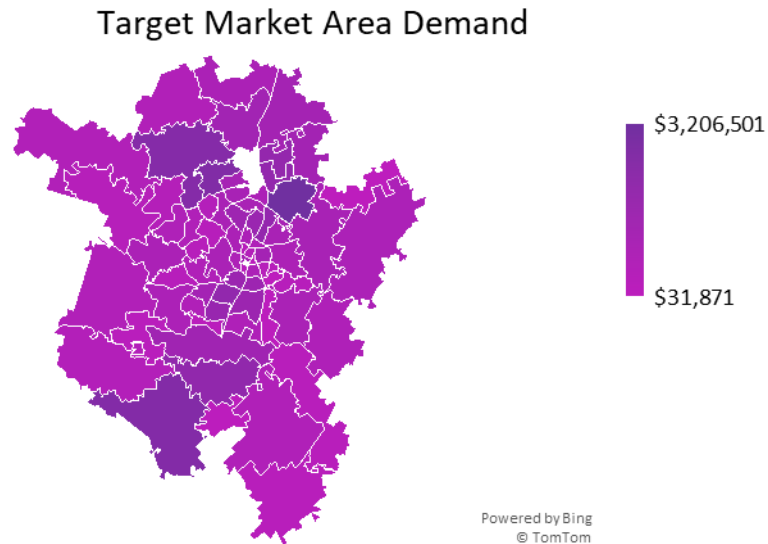 Target Market Area Demand
$3,206,501
$31,871
Powered by Bing
© TomTom